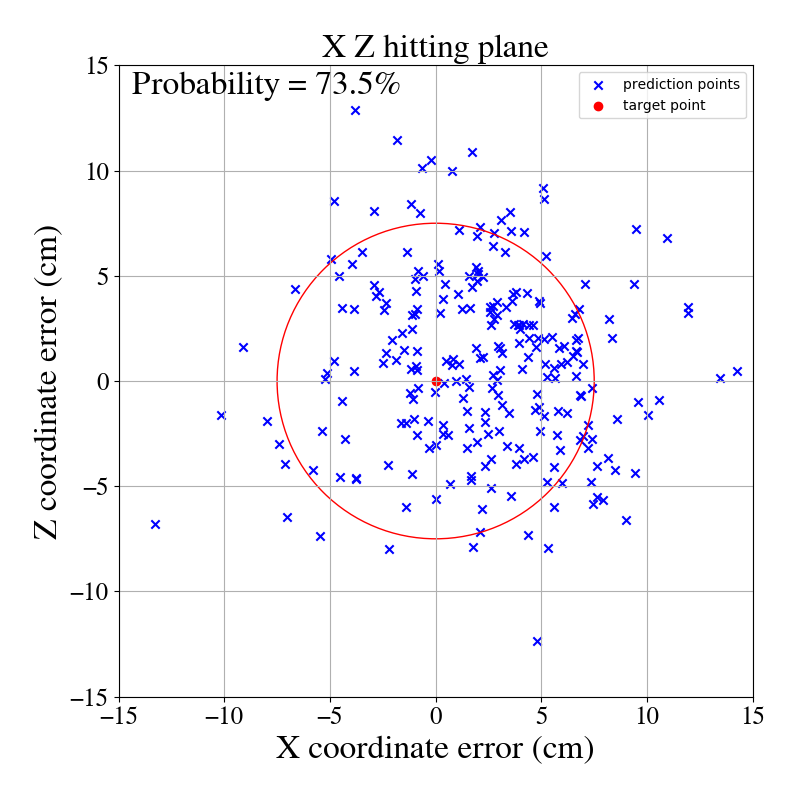 X Z hitting plane
Probability = 73.5%
prediction points
target point
15
10
5
0
−5
−10
−15
Z coordinate error (cm)
−15 −10 −5 0 5 10 15
X coordinate error (cm)